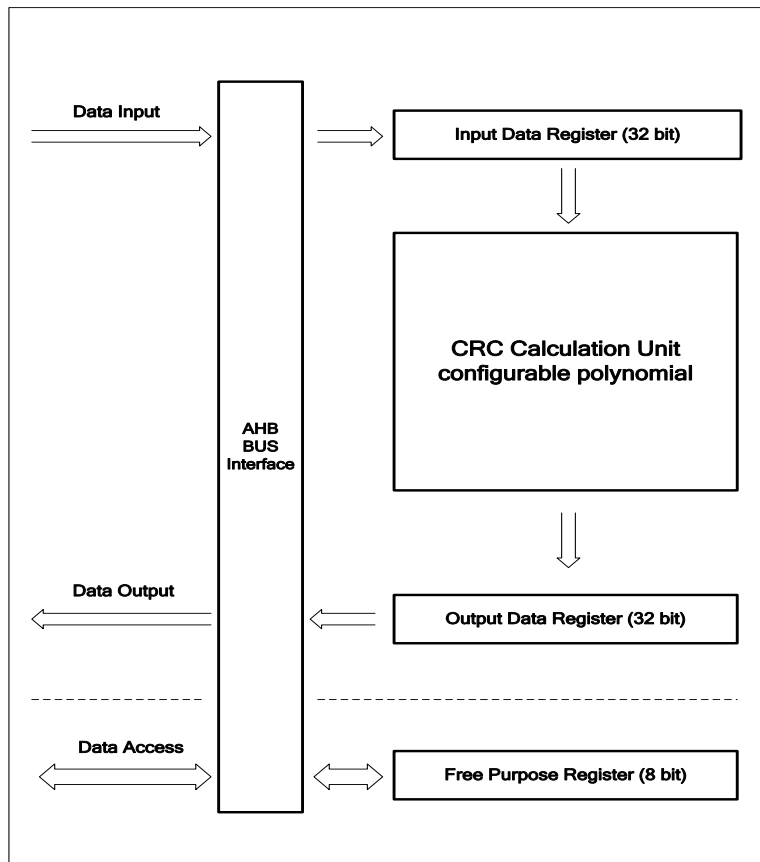 Data Input
Input Data Register (32 bit)
CRC Calculation Unit
configurable polynomial
AHB
BUS
Interface
Data Output
Output Data Register (32 bit)
Data Access
Free Purpose Register (8 bit)